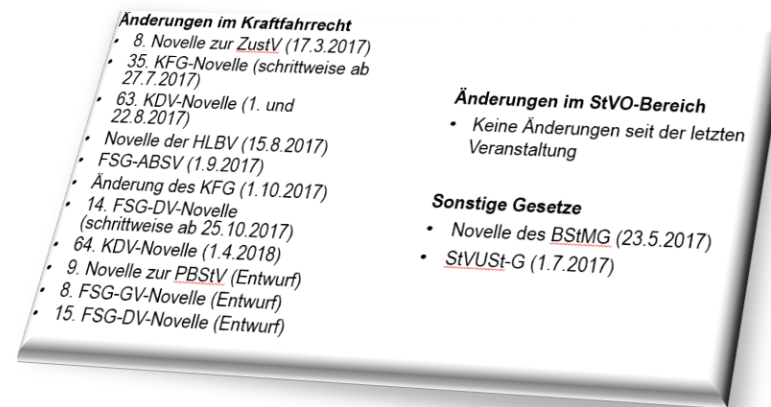 Änderungen im Kraftfahrrecht
• 8. Novelle zur ZustV (17.3.2017)
• 35. KFG-Novelle (schrittweise ab
27.7.2017)
• 63. KDV-Novelle (1. und
22.8.2017)
• Novelle der HLBV (15.8.2017)
• FSG-ABSV (1.9.2017)
• Änderung des KFG (1.10.2017)
• 14. FSG-DV-Novelle
(schrittweise ab 25.10.2017)
• 64. KDV-Novelle (1.4.2018)
• 9. Novelle zur PBStV (Entwurf)
• 8. FSG-GV-Novelle (Entwurf)
• 15. FSG-DV-Novelle (Entwurf)
Änderungen im StVO-Bereich
• Keine Änderungen seit der letzten
Veranstaltung
Sonstige Gesetze
• Novelle des BStMG (23.5.2017)
• StVUSt-G (1.7.2017)